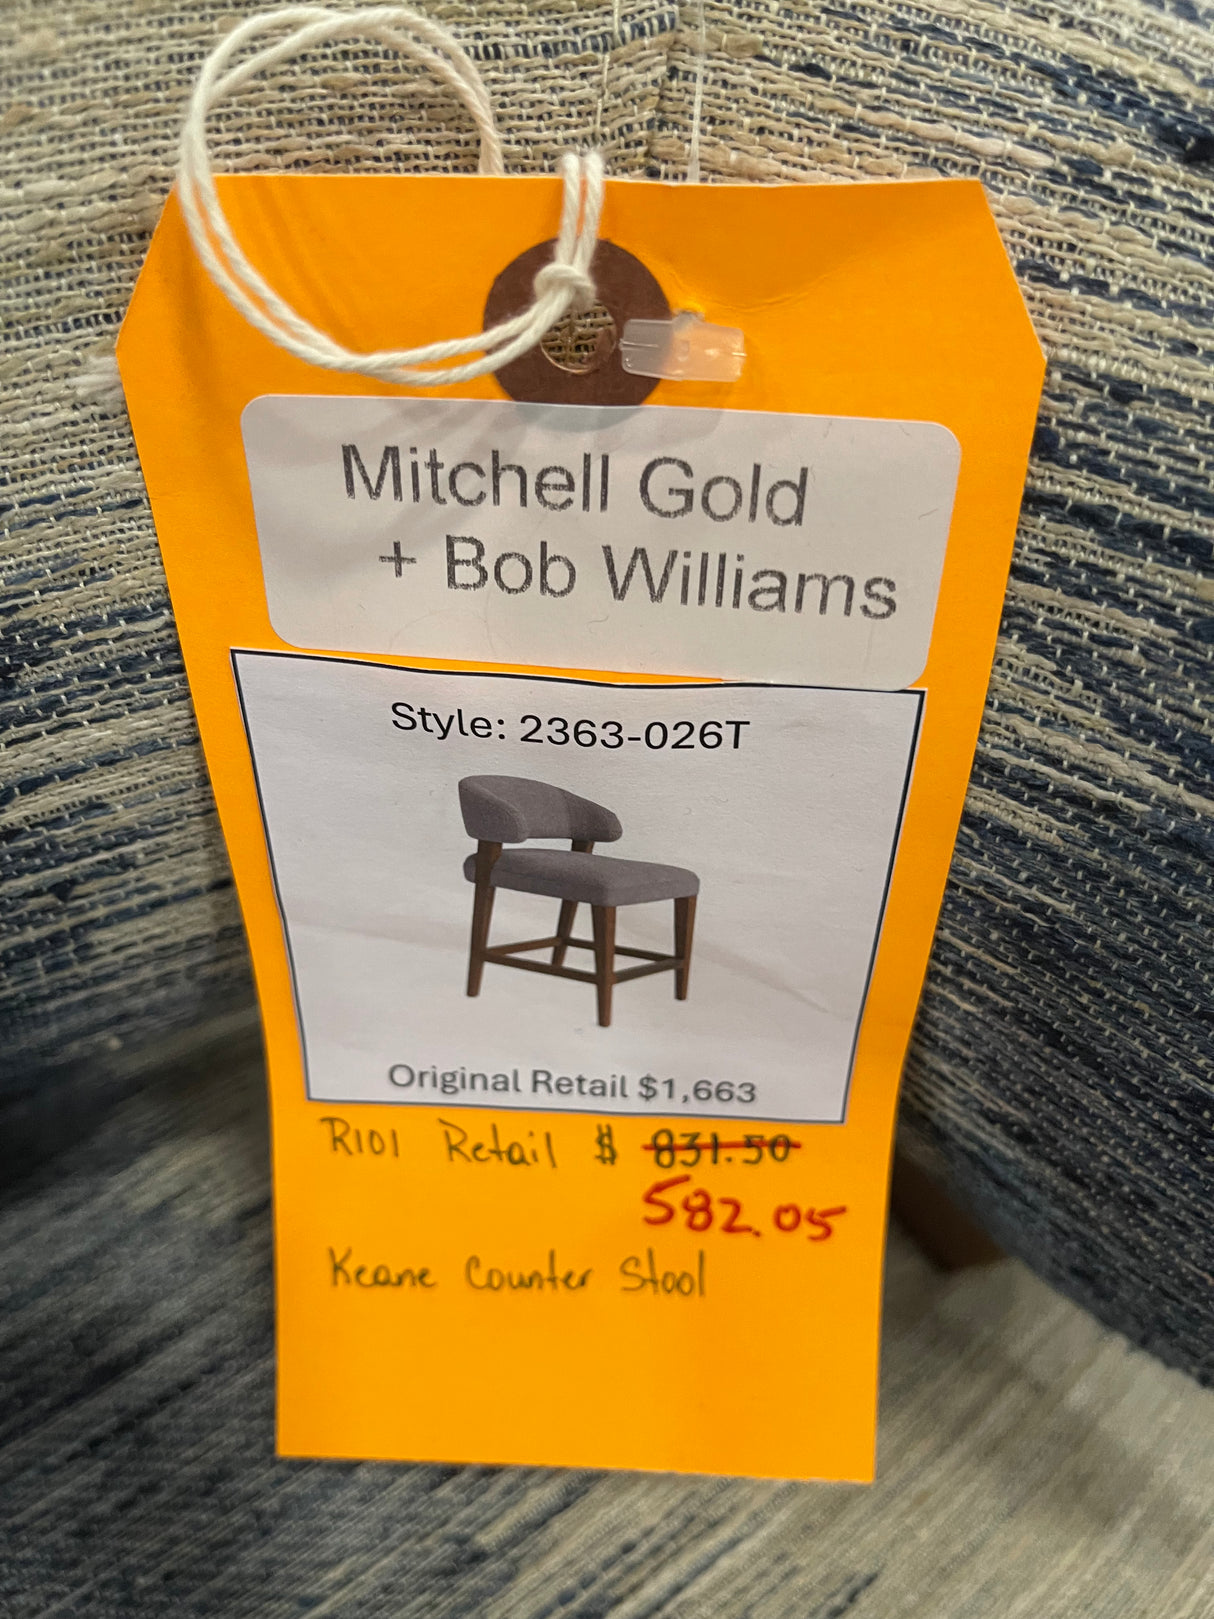 Mitchell Gold
+ Bob Williams
Style: 2363-026T
Original Retail $1,663
R101 Retail $ 831.50
582.05
Keane Counter Stool